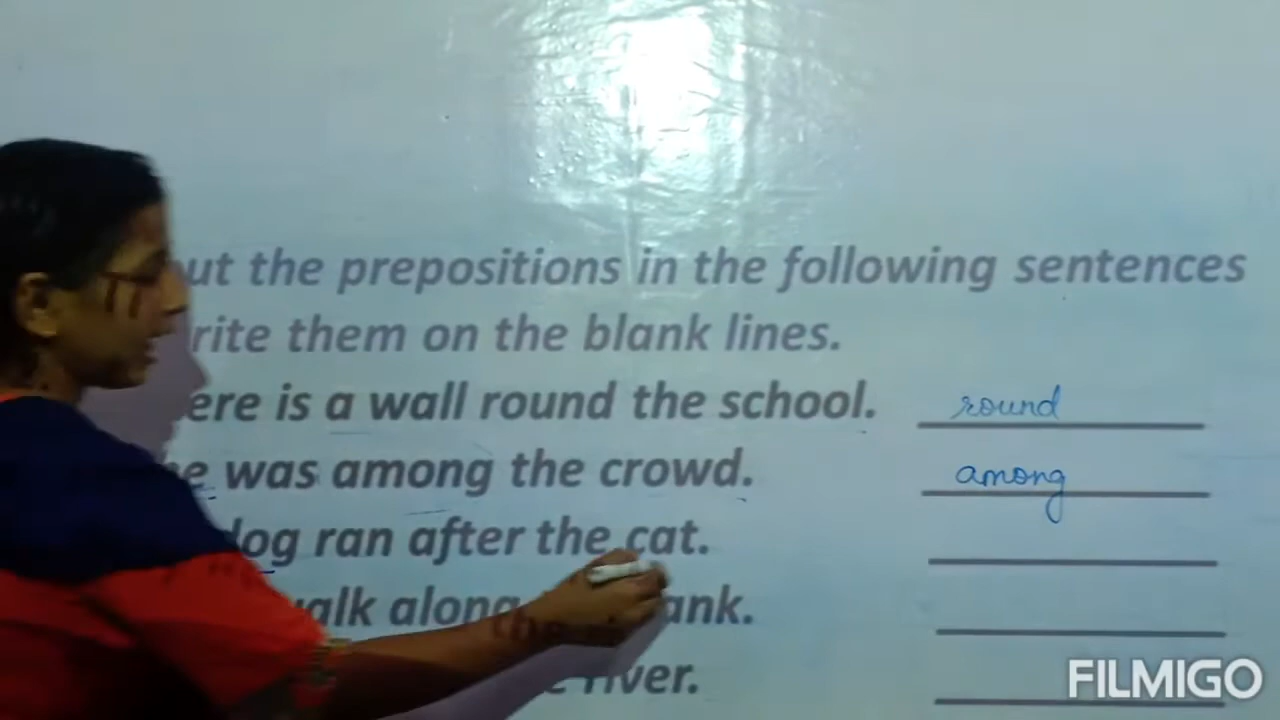 ut the prepositions in the following sentences
rite them on the blank lines.
ere is a wall round the school. round
e was among the crowd. among
dog ran after the cat.
alk along ank.
river.
FILMIGO